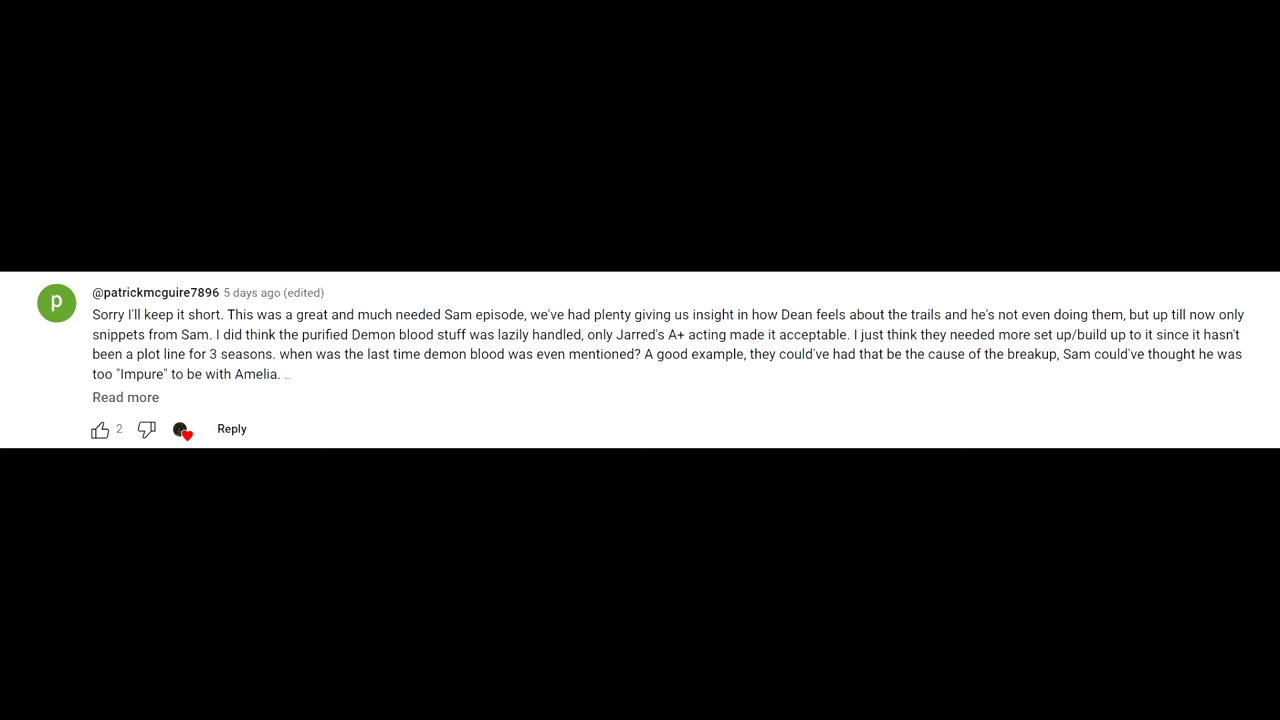 P
@patrickmcguire7896 5 days ago (edited)
Sorry I'll keep it short. This was a great and much needed Sam episode, we've had plenty giving us insight in how Dean feels about the trails and he's not even doing them, but up till now only
snippets from Sam. I did think the purified Demon blood stuff was lazily handled, only Jarred's A+ acting made it acceptable. I just think they needed more set up/build up to it since it hasn't
been a plot line for 3 seasons. when was the last time demon blood was even mentioned? A good example, they could've had that be the cause of the breakup, Sam could've thought he was
too "Impure" to be with Amelia. ...
Read more
2 Reply